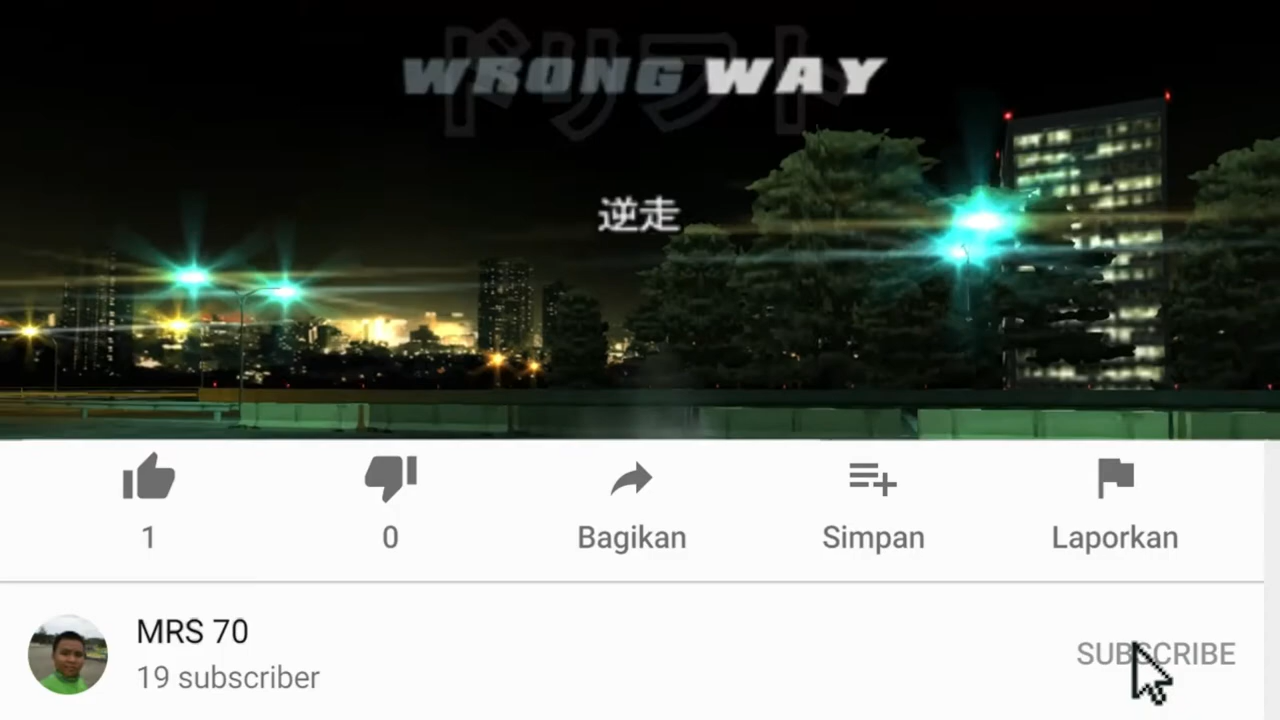 ドリフト
WRONG WAY
逆走
1
0
Bagikan
Simpan
Laporkan
MRS 70
19 subscriber
SUBSCRIBE